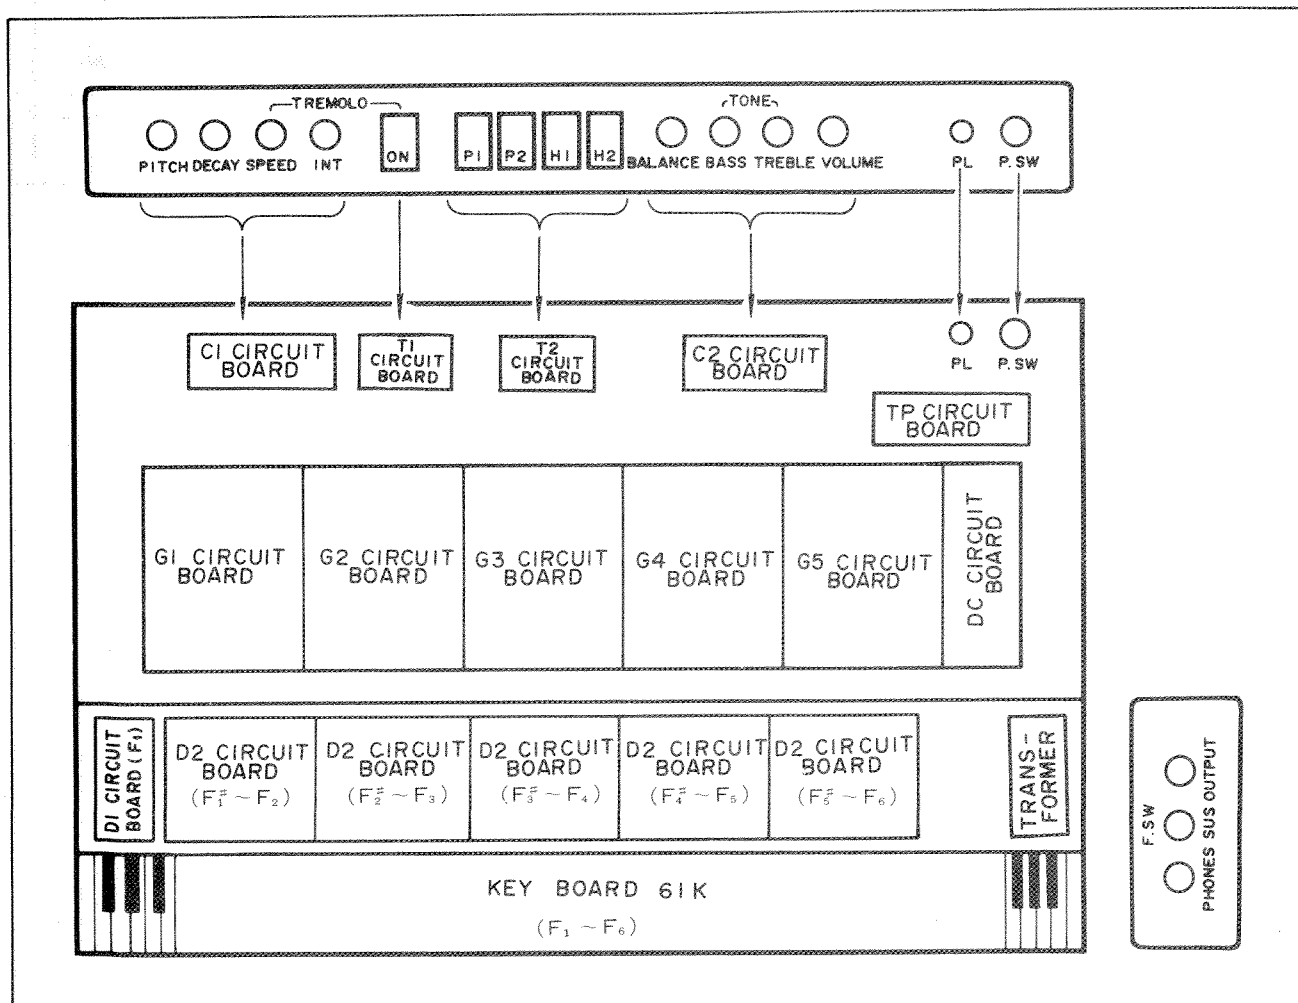 TREMOLO
TONE
PITCH DECAY SPEED INT
ON
P1 P2 H1 H2
BALANCE BASS TREBLE VOLUME
PL P.SW
C1 CIRCUIT
BOARD
T1
CIRCUIT
BOARD
T2
CIRCUIT
BOARD
C2 CIRCUIT
BOARD
PL P.SW
TP CIRCUIT
BOARD
G1 CIRCUIT
BOARD
G2 CIRCUIT
BOARD
G3 CIRCUIT
BOARD
G4 CIRCUIT
BOARD
G5 CIRCUIT
BOARD
DC CIRCUIT
BOARD
D1 CIRCUIT
BOARD (F1)
D2 CIRCUIT
BOARD
(F₁# ~ F₂)
D2 CIRCUIT
BOARD
(F₂# ~ F₃)
D2 CIRCUIT
BOARD
(F₃# ~ F₄)
D2 CIRCUIT
BOARD
(F₄# ~ F₅)
D2 CIRCUIT
BOARD
(F₅# ~ F₆)
TRANS-
FORMER
F.SW
PHONES SUS OUTPUT
KEY BOARD 61K
(F₁ ~ F₆)